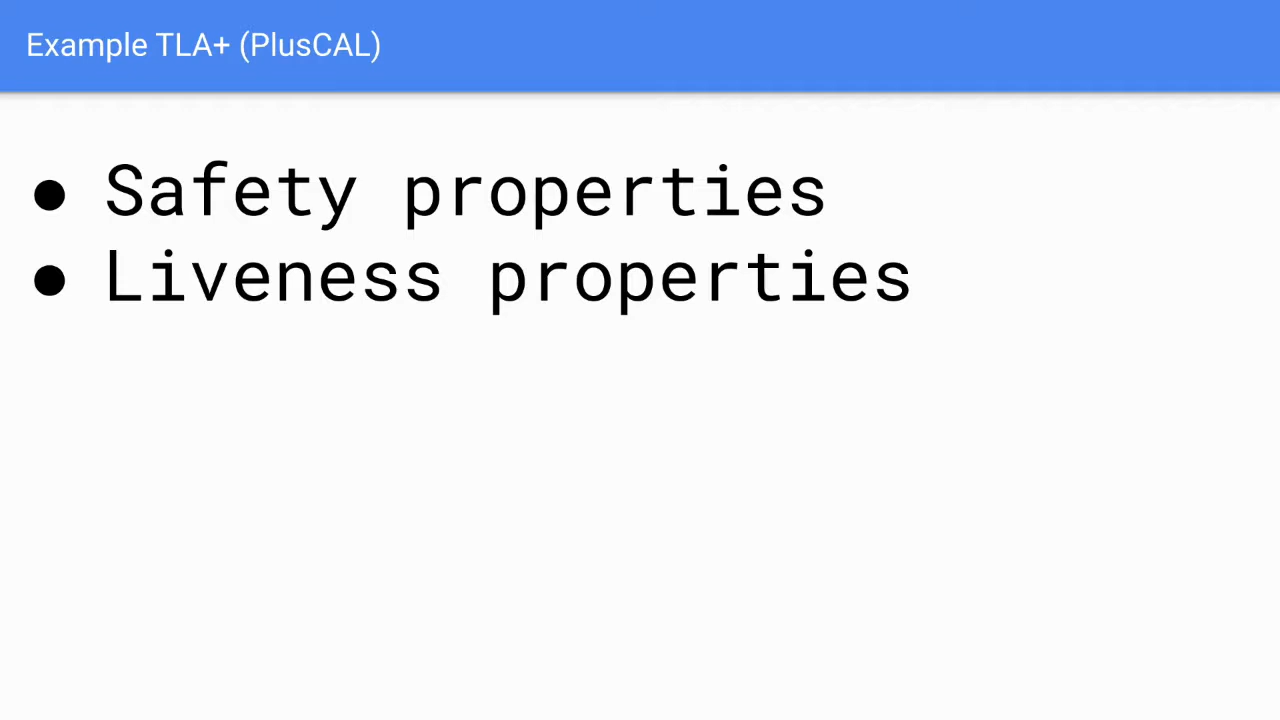 Example TLA+ (PlusCAL)
● Safety properties
● Liveness properties